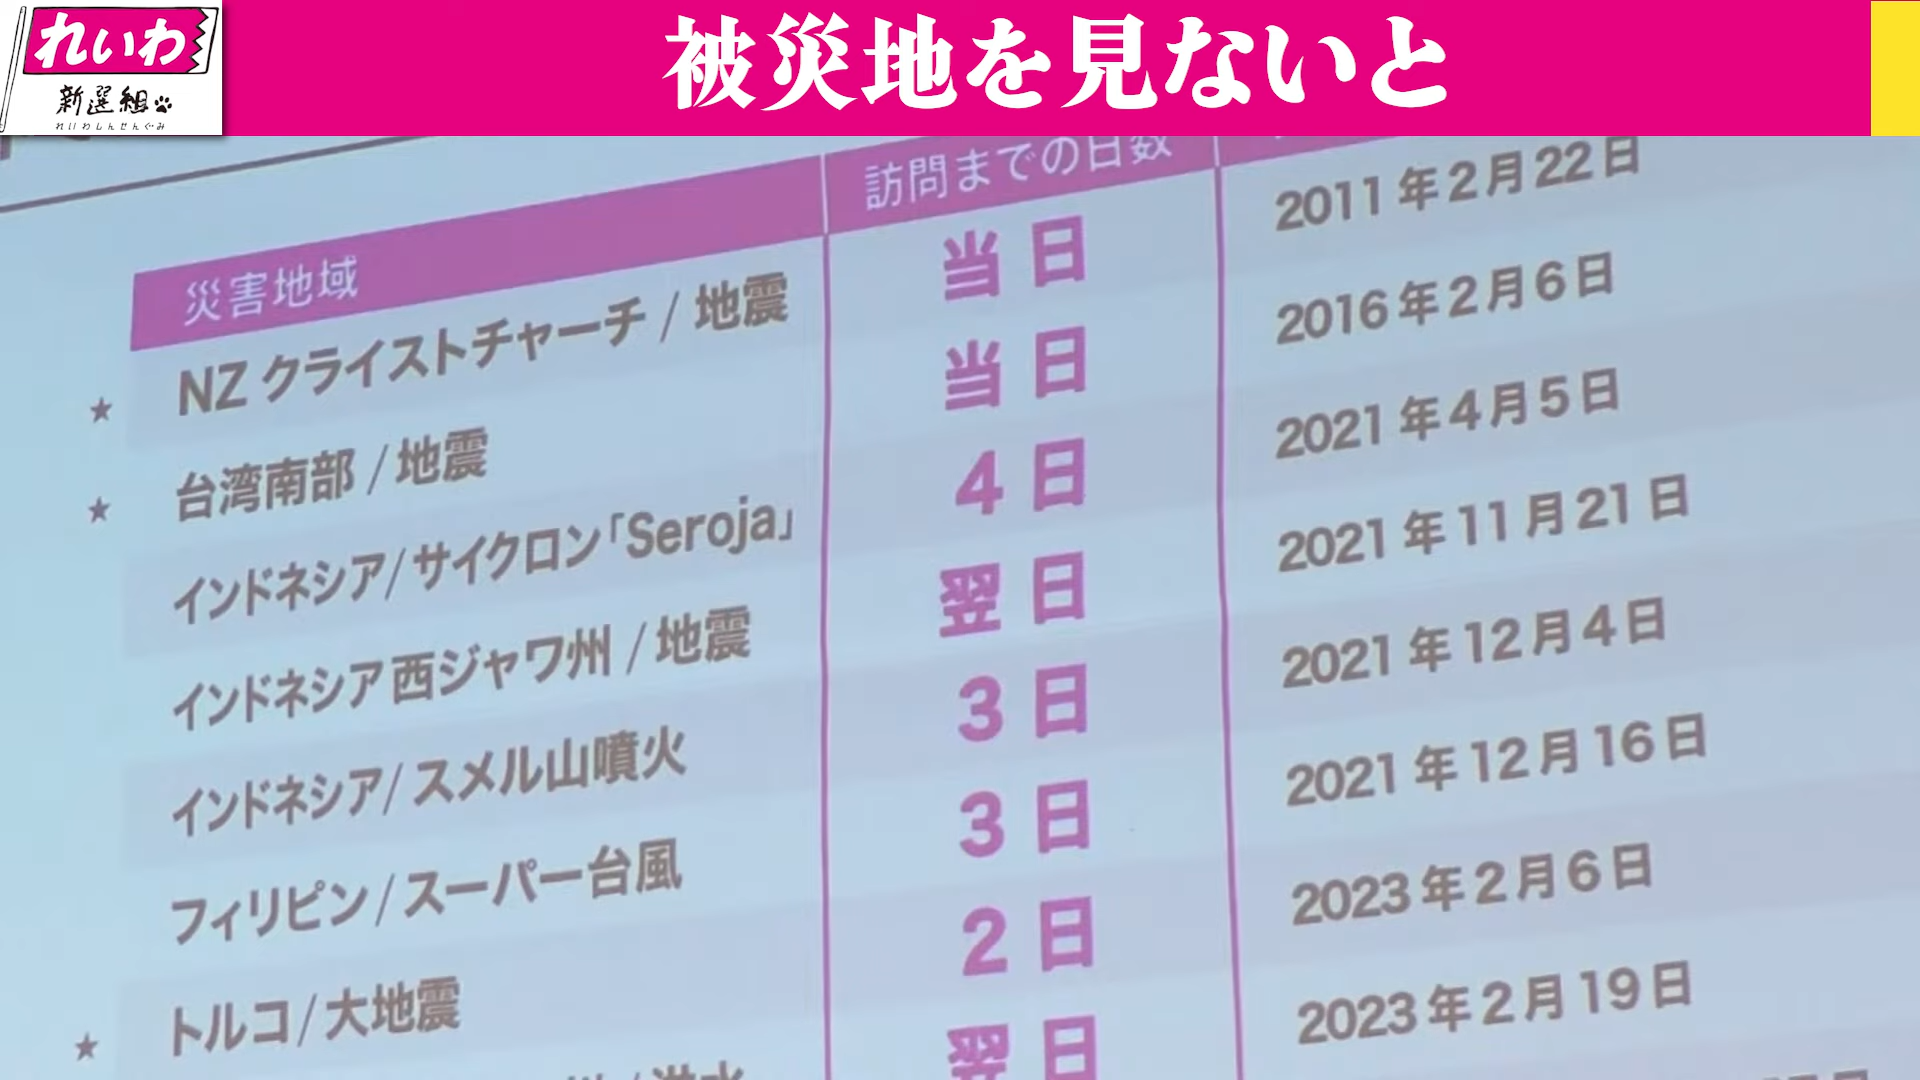 れいわ
新選組
れいわしんせんぐみ
被災地を見ないと
災害地域 訪問までの日数
★ NZ クライストチャーチ / 地震 当日 2011年2月22日
★ 台湾南部 / 地震 当日 2016年2月6日
インドネシア/サイクロン「Seroja」 4日 2021年4月5日
インドネシア西ジャワ州 / 地震 翌日 2021年11月21日
インドネシア/スメル山噴火 3日 2021年12月4日
フィリピン/スーパー台風 3日 2021年12月16日
★ トルコ/大地震 2日 2023年2月6日
翌日 2023年2月19日